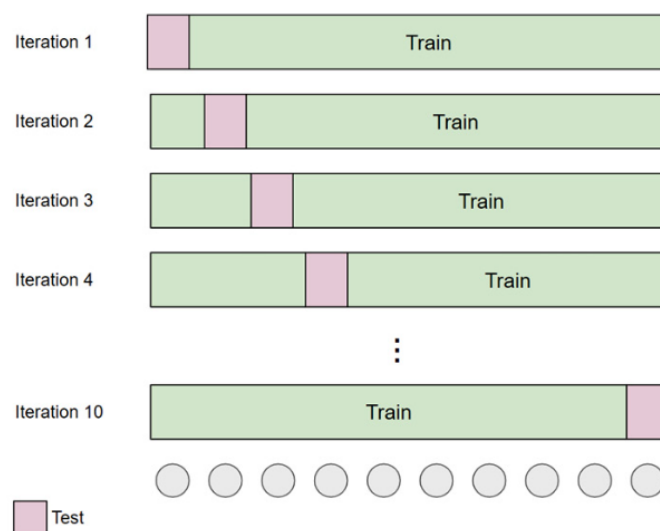 Iteration 1
Train
Iteration 2
Train
Iteration 3
Train
Iteration 4
Train
Iteration 10
Train
Test